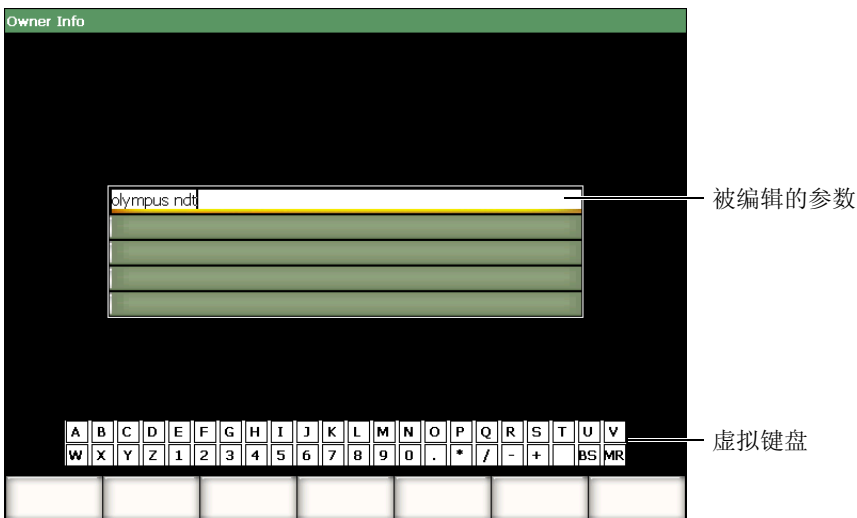 Owner Info
olympus ndt
被编辑的参数
A B C D E F G H I J K L M N O P Q R S T U V
虚拟键盘
W X Y Z 1 2 3 4 5 6 7 8 9 0 . * / - + BS MR